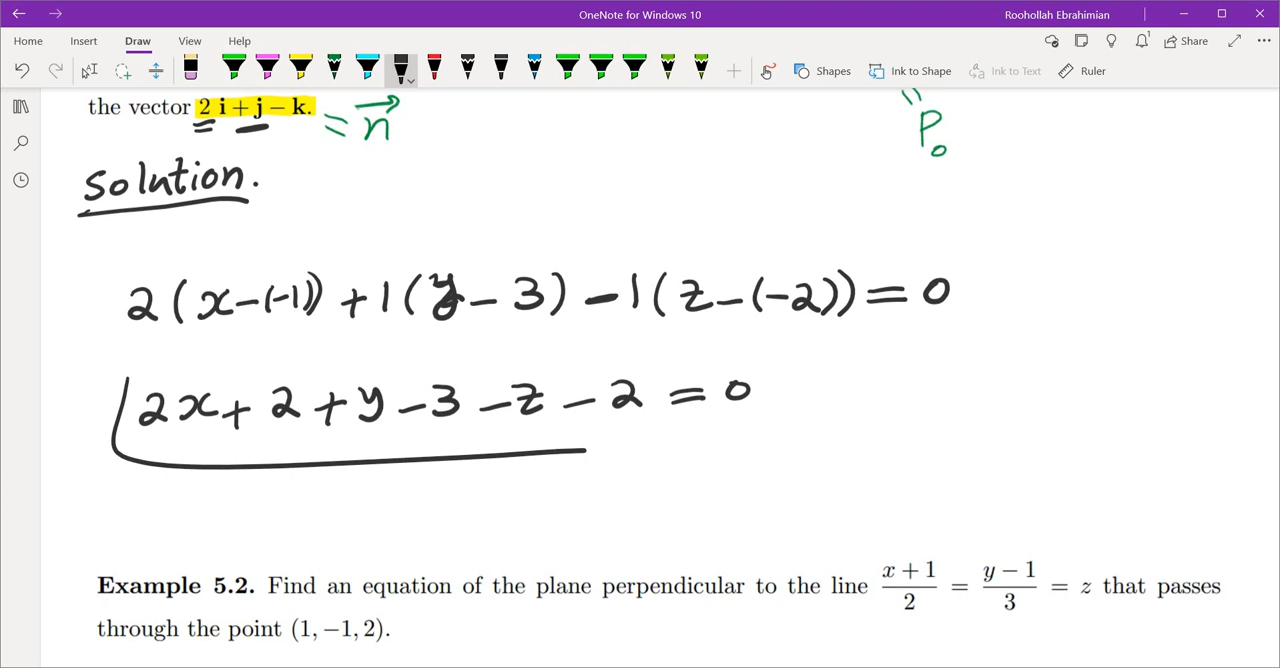 OneNote for Windows 10
Roohollah Ebrahimian
Home Insert Draw View Help
Share
Shapes Ink to Shape Ink to Text Ruler
the vector 2 i + j − k. = n⃗
P₀
Solution.
2(x-(-1)) + 1(y-3) - 1(z-(-2)) = 0
2x + 2 + y - 3 - z - 2 = 0
Example 5.2. Find an equation of the plane perpendicular to the line (x + 1)/2 = (y − 1)/3 = z that passes
through the point (1, −1, 2).